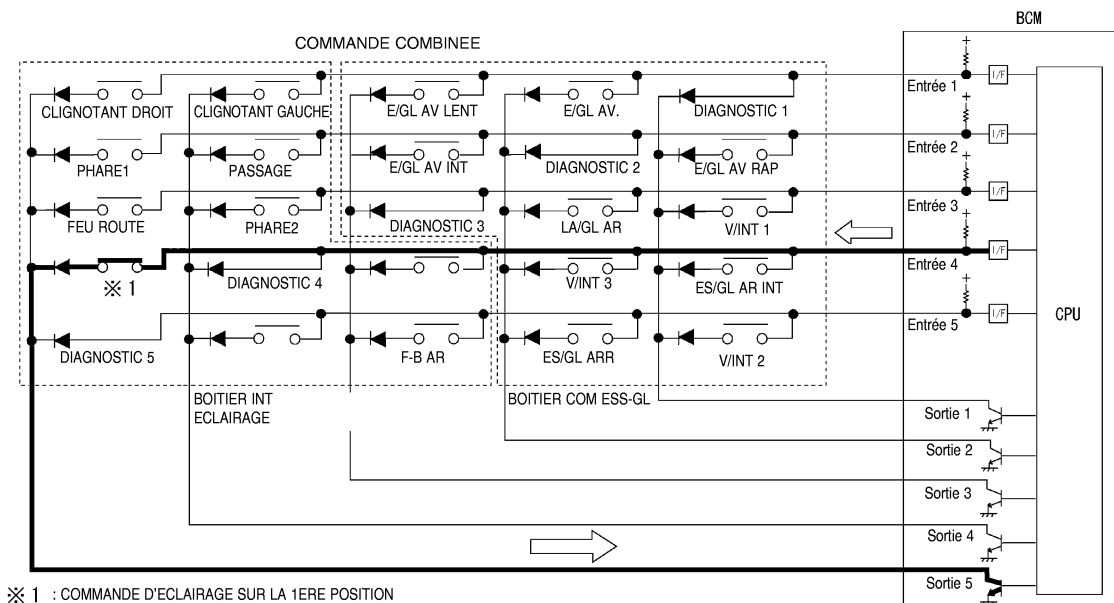 BCM
COMMANDE COMBINEE
+
I/F
Entrée 1
CLIGNOTANT DROIT
CLIGNOTANT GAUCHE
E/GL AV LENT
E/GL AV.
DIAGNOSTIC 1
+
I/F
Entrée 2
PHARE1
PASSAGE
E/GL AV INT
DIAGNOSTIC 2
E/GL AV RAP
+
I/F
Entrée 3
FEU ROUTE
PHARE2
DIAGNOSTIC 3
LA/GL AR
V/INT 1
+
I/F
Entrée 4
※ 1
DIAGNOSTIC 4
V/INT 3
ES/GL AR INT
+
I/F
Entrée 5
CPU
DIAGNOSTIC 5
F-B AR
ES/GL ARR
V/INT 2
BOITIER INT
ECLAIRAGE
BOITIER COM ESS-GL
Sortie 1
Sortie 2
Sortie 3
Sortie 4
Sortie 5
※ 1 : COMMANDE D'ECLAIRAGE SUR LA 1ERE POSITION